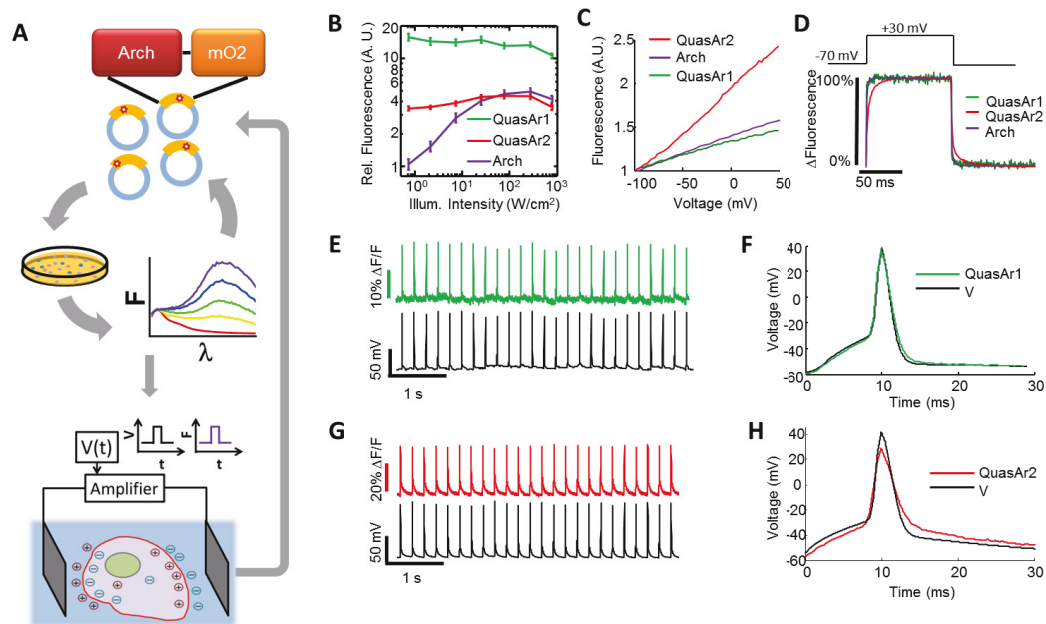 A
Arch
mO2
F
λ
V(t)
V
t
F
t
Amplifier
B
Rel. Fluorescence (A. U.)
20
10
4
2
1
QuasAr1
QuasAr2
Arch
10⁰
10¹
10²
10³
Illum. Intensity (W/cm²)
C
Fluorescence (A.U.)
2.5
2
1.5
1
QuasAr2
Arch
QuasAr1
-100
-50
0
50
Voltage (mV)
D
-70 mV
+30 mV
ΔFluorescence
100%
0%
QuasAr1
QuasAr2
Arch
50 ms
E
10% ΔF/F
50 mV
1 s
F
Voltage (mV)
40
20
0
-20
-40
-60
QuasAr1
V
0
10
20
30
Time (ms)
G
20% ΔF/F
50 mV
1 s
H
Voltage (mV)
40
20
0
-20
-40
-60
QuasAr2
V
0
10
20
30
Time (ms)